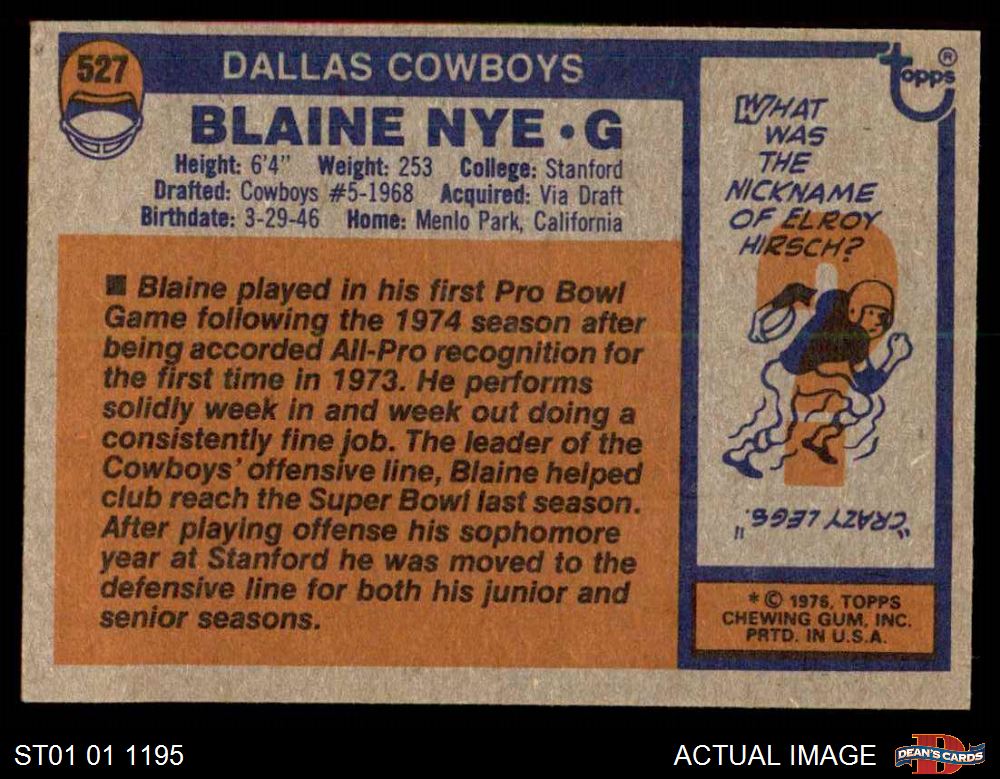 527
DALLAS COWBOYS
BLAINE NYE • G
Height: 6'4" Weight: 253 College: Stanford
Drafted: Cowboys #5-1968 Acquired: Via Draft
Birthdate: 3-29-46 Home: Menlo Park, California
■ Blaine played in his first Pro Bowl
Game following the 1974 season after
being accorded All-Pro recognition for
the first time in 1973. He performs
solidly week in and week out doing a
consistently fine job. The leader of the
Cowboys' offensive line, Blaine helped
club reach the Super Bowl last season.
After playing offense his sophomore
year at Stanford he was moved to the
defensive line for both his junior and
senior seasons.
topps®
WHAT
WAS
THE
NICKNAME
OF ELROY
HIRSCH?
"CRAZY LEGS."
* © 1976, TOPPS
CHEWING GUM, INC.
PRTD. IN U.S.A.
ST01 01 1195
ACTUAL IMAGE
D
DEAN'S CARDS